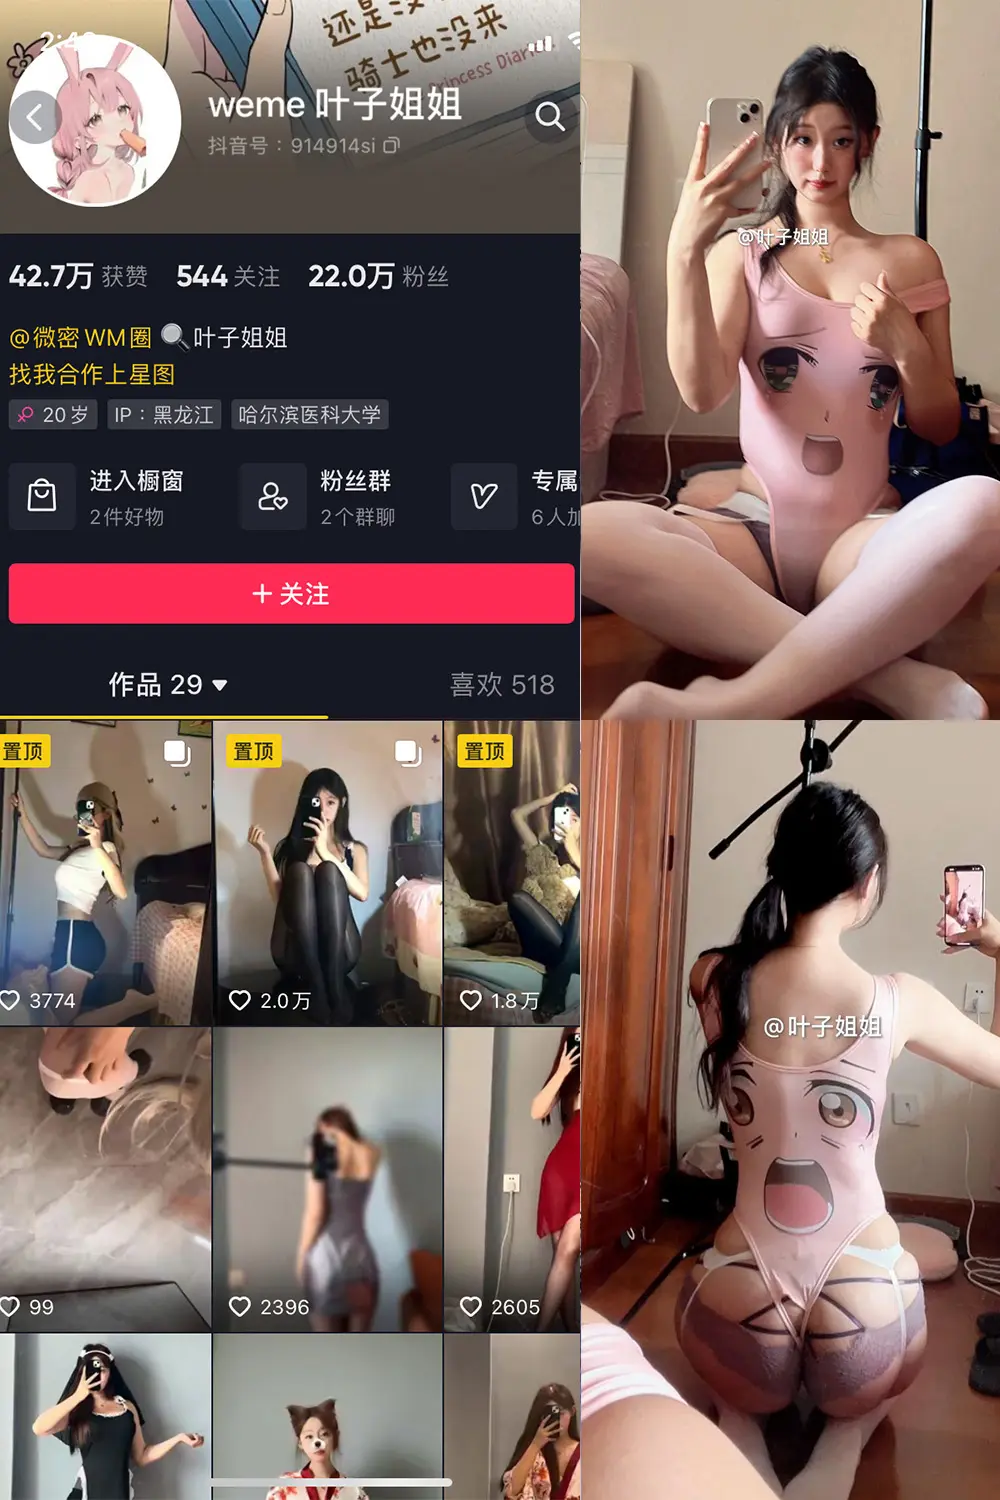 还是没
骑士也没来
Princess Diar
2:48
weme 叶子姐姐
抖音号：914914si
42.7万 获赞 544 关注 22.0万 粉丝
@微密WM圈 🔍叶子姐姐
找我合作上星图
20岁 IP：黑龙江 哈尔滨医科大学
进入橱窗
2件好物
粉丝群
2个群聊
专属
6人加
+ 关注
作品 29 喜欢 518
置顶 置顶 置顶
3774 2.0万 1.8万
99 2396 2605
@叶子姐姐
@叶子姐姐